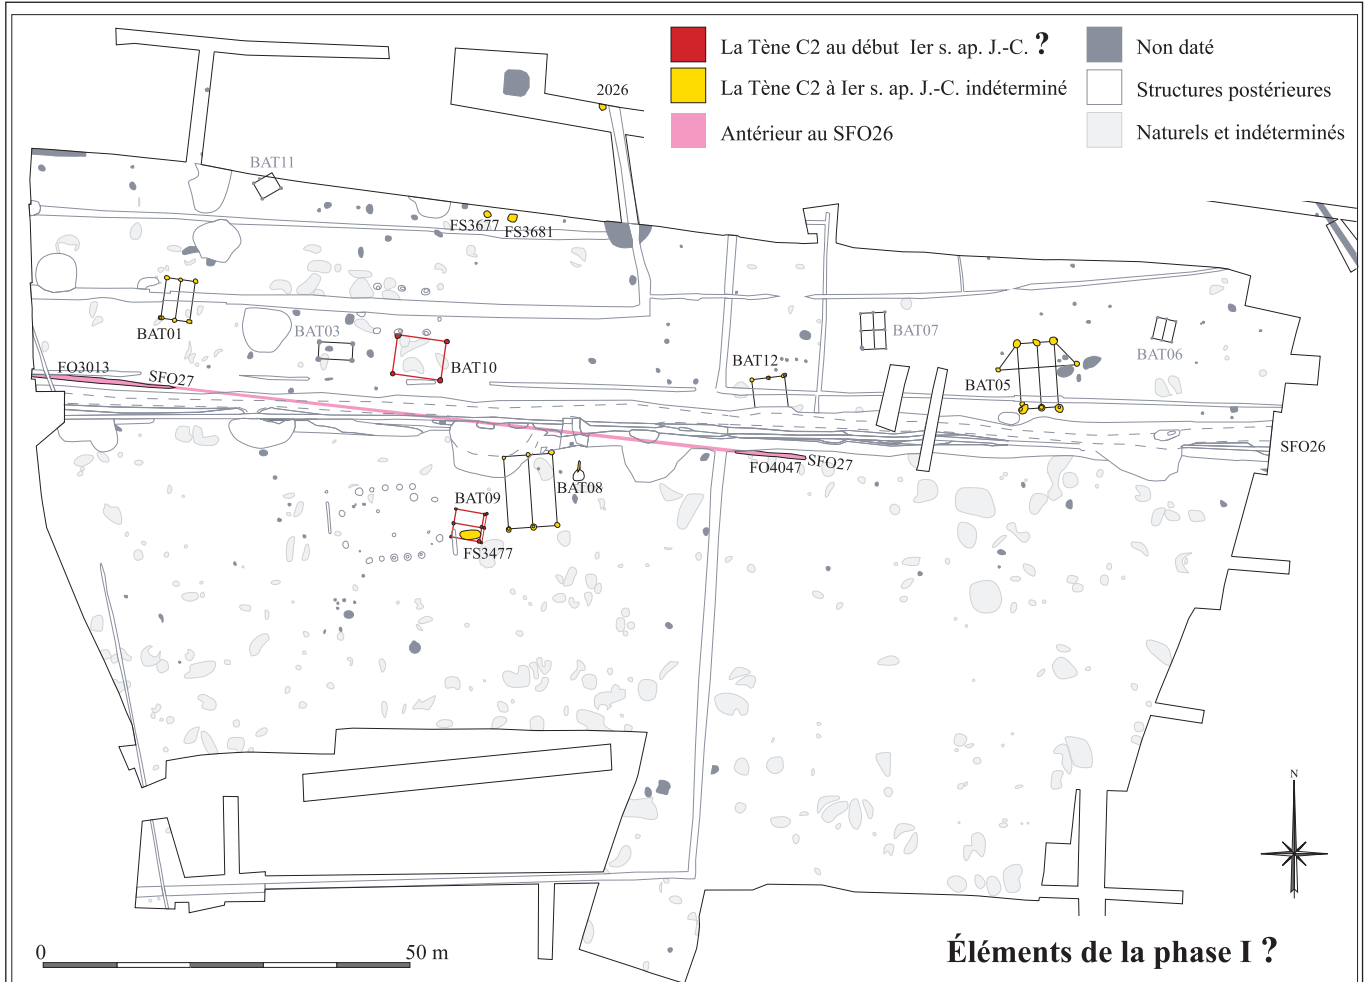 La Tène C2 au début Ier s. ap. J.-C. ?
La Tène C2 à Ier s. ap. J.-C. indéterminé
Antérieur au SFO26
Non daté
Structures postérieures
Naturels et indéterminés
2026
BAT11
FS3677
FS3681
BAT01
BAT03
BAT10
BAT07
BAT06
BAT12
BAT05
FO3013
SFO27
SFO26
FO4047
SFO27
BAT08
BAT09
FS3477
N
0
50 m
Éléments de la phase I ?